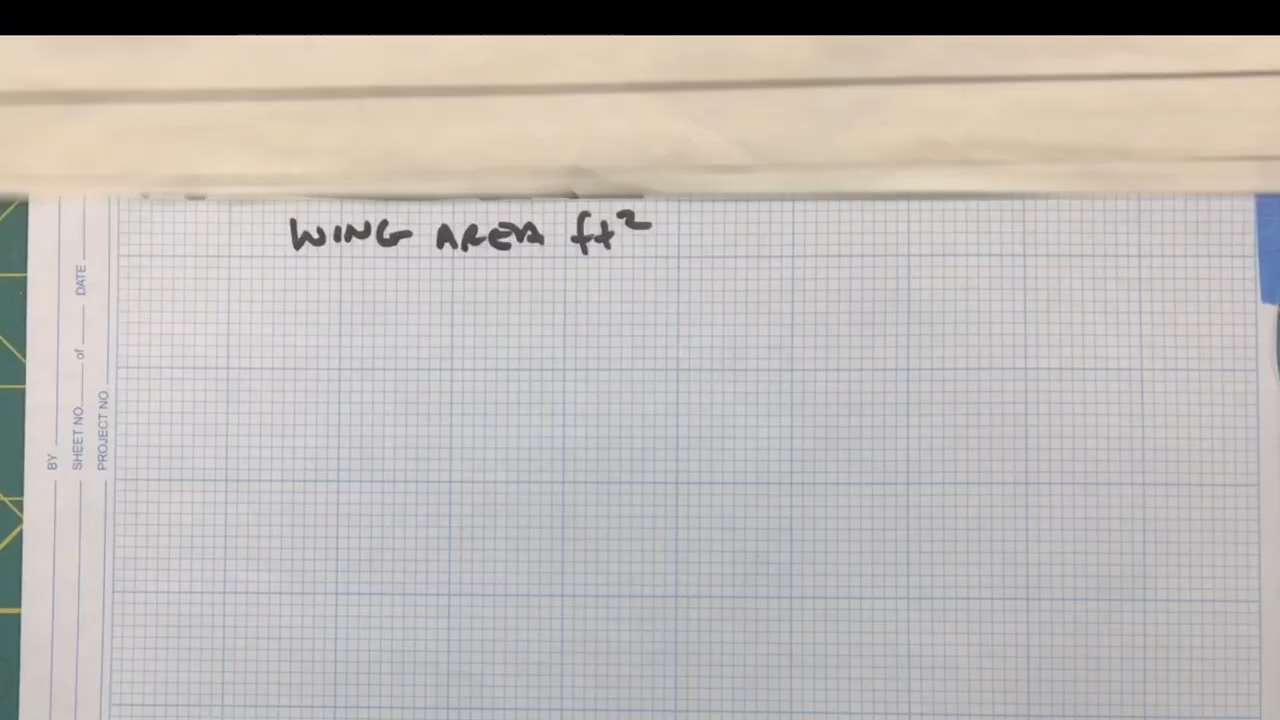 WING AREA ft²
BY
SHEET NO. of DATE
PROJECT NO.